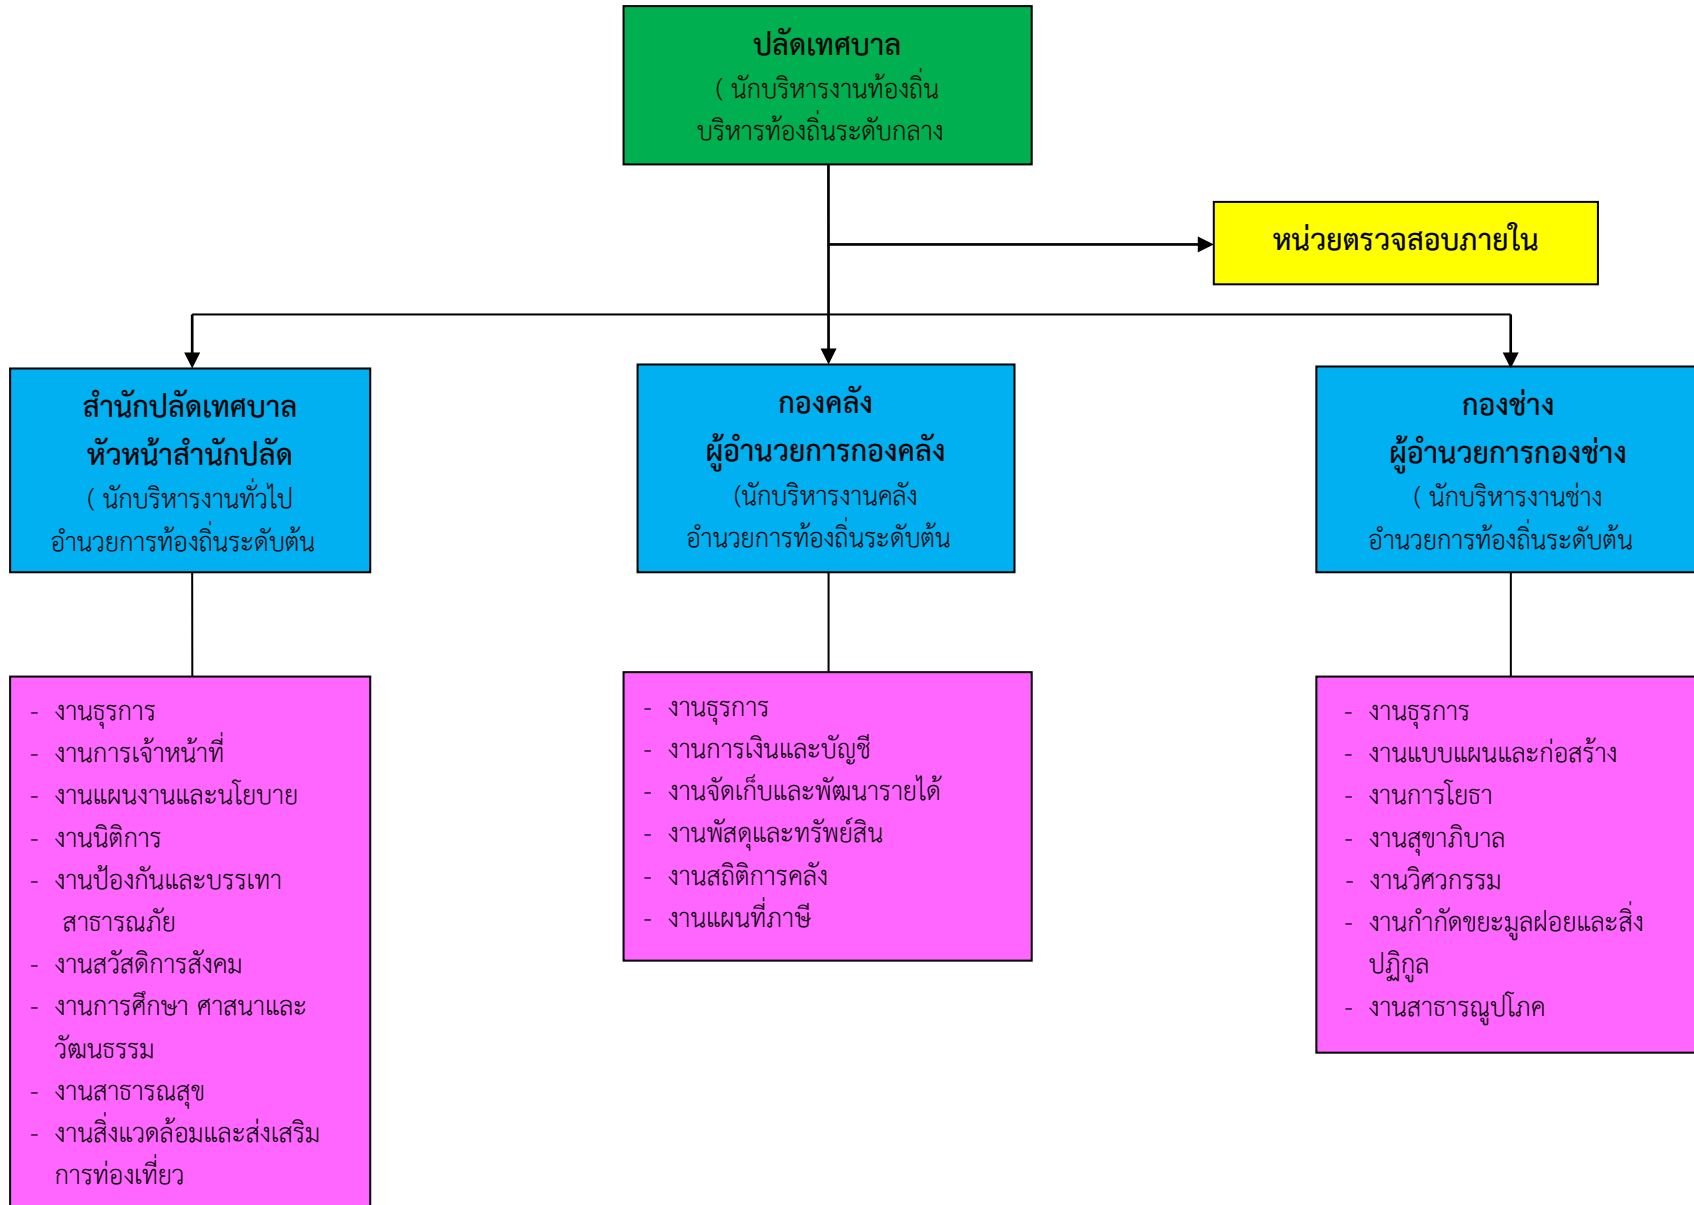 ปลัดเทศบาล
( นักบริหารงานท้องถิ่น
บริหารท้องถิ่นระดับกลาง
หน่วยตรวจสอบภายใน
สำนักปลัดเทศบาล
หัวหน้าสำนักปลัด
( นักบริหารงานทั่วไป
อำนวยการท้องถิ่นระดับต้น
กองคลัง
ผู้อำนวยการกองคลัง
(นักบริหารงานคลัง
อำนวยการท้องถิ่นระดับต้น
กองช่าง
ผู้อำนวยการกองช่าง
( นักบริหารงานช่าง
อำนวยการท้องถิ่นระดับต้น
- งานธุรการ
- งานการเจ้าหน้าที่
- งานแผนงานและนโยบาย
- งานนิติการ
- งานป้องกันและบรรเทา
สาธารณภัย
- งานสวัสดิการสังคม
- งานการศึกษา ศาสนาและ
วัฒนธรรม
- งานสาธารณสุข
- งานสิ่งแวดล้อมและส่งเสริม
การท่องเที่ยว
- งานธุรการ
- งานการเงินและบัญชี
- งานจัดเก็บและพัฒนารายได้
- งานพัสดุและทรัพย์สิน
- งานสถิติการคลัง
- งานแผนที่ภาษี
- งานธุรการ
- งานแบบแผนและก่อสร้าง
- งานการโยธา
- งานสุขาภิบาล
- งานวิศวกรรม
- งานกำกัดขยะมูลฝอยและสิ่ง
ปฏิกูล
- งานสาธารณูปโภค